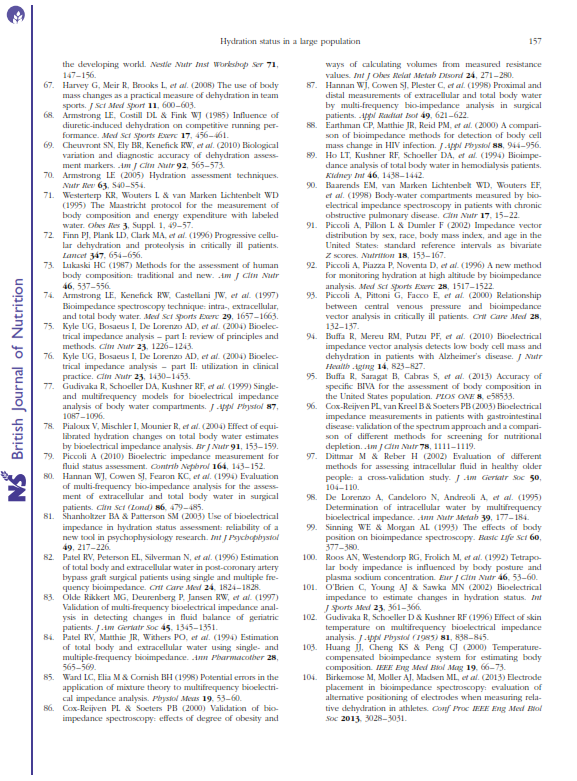 Hydration status in a large population
157
the developing world. Nestle Nutr Inst Workshop Ser 71,
147–156.
67. Harvey G, Meir R, Brooks L, et al. (2008) The use of body
mass changes as a practical measure of dehydration in team
sports. J Sci Med Sport 11, 600–603.
68. Armstrong LE, Costill DL & Fink WJ (1985) Influence of
diuretic-induced dehydration on competitive running per-
formance. Med Sci Sports Exerc 17, 456–461.
69. Cheuvront SN, Ely BR, Kenefick RW, et al. (2010) Biological
variation and diagnostic accuracy of dehydration assess-
ment markers. Am J Clin Nutr 92, 565–573.
70. Armstrong LE (2005) Hydration assessment techniques.
Nutr Rev 63, S40–S54.
71. Westerterp KR, Wouters L & van Marken Lichtenbelt WD
(1995) The Maastricht protocol for the measurement of
body composition and energy expenditure with labeled
water. Obes Res 3, Suppl. 1, 49–57.
72. Finn PJ, Plank LD, Clark MA, et al. (1996) Progressive cellu-
lar dehydration and proteolysis in critically ill patients.
Lancet 347, 654–656.
73. Lukaski HC (1987) Methods for the assessment of human
body composition: traditional and new. Am J Clin Nutr
46, 537–556.
74. Armstrong LE, Kenefick RW, Castellani JW, et al. (1997)
Bioimpedance spectroscopy technique: intra-, extracellular,
and total body water. Med Sci Sports Exerc 29, 1657–1663.
75. Kyle UG, Bosaeus I, De Lorenzo AD, et al. (2004) Bioelec-
trical impedance analysis – part I: review of principles and
methods. Clin Nutr 23, 1226–1243.
76. Kyle UG, Bosaeus I, De Lorenzo AD, et al. (2004) Bioelec-
trical impedance analysis – part II: utilization in clinical
practice. Clin Nutr 23, 1430–1453.
77. Gudivaka R, Schoeller DA, Kushner RF, et al. (1999) Single-
and multifrequency models for bioelectrical impedance
analysis of body water compartments. J Appl Physiol 87,
1087–1096.
78. Pialoux V, Mischler I, Mounier R, et al. (2004) Effect of equi-
librated hydration changes on total body water estimates
by bioelectrical impedance analysis. Br J Nutr 91, 153–159.
79. Piccoli A (2010) Bioelectric impedance measurement for
fluid status assessment. Contrib Nephrol 164, 143–152.
80. Hannan WJ, Cowen SJ, Fearon KC, et al. (1994) Evaluation
of multi-frequency bio-impedance analysis for the assess-
ment of extracellular and total body water in surgical
patients. Clin Sci (Lond) 86, 479–485.
81. Shanholtzer BA & Patterson SM (2003) Use of bioelectrical
impedance in hydration status assessment: reliability of a
new tool in psychophysiology research. Int J Psychophysiol
49, 217–226.
82. Patel RV, Peterson EL, Silverman N, et al. (1996) Estimation
of total body and extracellular water in post-coronary artery
bypass graft surgical patients using single and multiple fre-
quency bioimpedance. Crit Care Med 24, 1824–1828.
83. Olde Rikkert MG, Deurenberg P, Jansen RW, et al. (1997)
Validation of multi-frequency bioelectrical impedance anal-
ysis in detecting changes in fluid balance of geriatric
patients. J Am Geriatr Soc 45, 1345–1351.
84. Patel RV, Matthie JR, Withers PO, et al. (1994) Estimation
of total body and extracellular water using single- and
multiple-frequency bioimpedance. Ann Pharmacother 28,
565–569.
85. Ward LC, Elia M & Cornish BH (1998) Potential errors in the
application of mixture theory to multifrequency bioelectri-
cal impedance analysis. Physiol Meas 19, 53–60.
86. Cox-Reijven PL & Soeters PB (2000) Validation of bio-
impedance spectroscopy: effects of degree of obesity and
ways of calculating volumes from measured resistance
values. Int J Obes Relat Metab Disord 24, 271–280.
87. Hannan WJ, Cowen SJ, Plester C, et al. (1998) Proximal and
distal measurements of extracellular and total body water
by multi-frequency bio-impedance analysis in surgical
patients. Appl Radiat Isot 49, 621–622.
88. Earthman CP, Matthie JR, Reid PM, et al. (2000) A compari-
son of bioimpedance methods for detection of body cell
mass change in HIV infection. J Appl Physiol 88, 944–956.
89. Ho LT, Kushner RF, Schoeller DA, et al. (1994) Bioimpe-
dance analysis of total body water in hemodialysis patients.
Kidney Int 46, 1438–1442.
90. Baarends EM, van Marken Lichtenbelt WD, Wouters EF,
et al. (1998) Body-water compartments measured by bio-
electrical impedance spectroscopy in patients with chronic
obstructive pulmonary disease. Clin Nutr 17, 15–22.
91. Piccoli A, Pillon L & Dumler F (2002) Impedance vector
distribution by sex, race, body mass index, and age in the
United States: standard reference intervals as bivariate
Z scores. Nutrition 18, 153–167.
92. Piccoli A, Piazza P, Noventa D, et al. (1996) A new method
for monitoring hydration at high altitude by bioimpedance
analysis. Med Sci Sports Exerc 28, 1517–1522.
93. Piccoli A, Pittoni G, Facco E, et al. (2000) Relationship
between central venous pressure and bioimpedance
vector analysis in critically ill patients. Crit Care Med 28,
132–137.
94. Buffa R, Mereu RM, Putzu PF, et al. (2010) Bioelectrical
impedance vector analysis detects low body cell mass and
dehydration in patients with Alzheimer's disease. J Nutr
Health Aging 14, 823–827.
95. Buffa R, Saragat B, Cabras S, et al. (2013) Accuracy of
specific BIVA for the assessment of body composition in
the United States population. PLOS ONE 8, e58533.
96. Cox-Reijven PL, van Kreel B & Soeters PB (2003) Bioelectrical
impedance measurements in patients with gastrointestinal
disease: validation of the spectrum approach and a compari-
son of different methods for screening for nutritional
depletion. Am J Clin Nutr 78, 1111–1119.
97. Dittmar M & Reber H (2002) Evaluation of different
methods for assessing intracellular fluid in healthy older
people: a cross-validation study. J Am Geriatr Soc 50,
104–110.
98. De Lorenzo A, Candeloro N, Andreoli A, et al. (1995)
Determination of intracellular water by multifrequency
bioelectrical impedance. Ann Nutr Metab 39, 177–184.
99. Sinning WE & Morgan AL (1993) The effects of body
position on bioimpedance spectroscopy. Basic Life Sci 60,
377–380.
100. Roos AN, Westendorp RG, Frolich M, et al. (1992) Tetrapo-
lar body impedance is influenced by body posture and
plasma sodium concentration. Eur J Clin Nutr 46, 53–60.
101. O'Brien C, Young AJ & Sawka MN (2002) Bioelectrical
impedance to estimate changes in hydration status. Int
J Sports Med 23, 361–366.
102. Gudivaka R, Schoeller D & Kushner RF (1996) Effect of skin
temperature on multifrequency bioelectrical impedance
analysis. J Appl Physiol (1985) 81, 838–845.
103. Huang JJ, Cheng KS & Peng CJ (2000) Temperature-
compensated bioimpedance system for estimating body
composition. IEEE Eng Med Biol Mag 19, 66–73.
104. Birkemose M, Møller AJ, Madsen ML, et al. (2013) Electrode
placement in bioimpedance spectroscopy: evaluation of
alternative positioning of electrodes when measuring rela-
tive dehydration in athletes. Conf Proc IEEE Eng Med Biol
Soc 2013, 3028–3031.
British Journal of Nutrition
NS